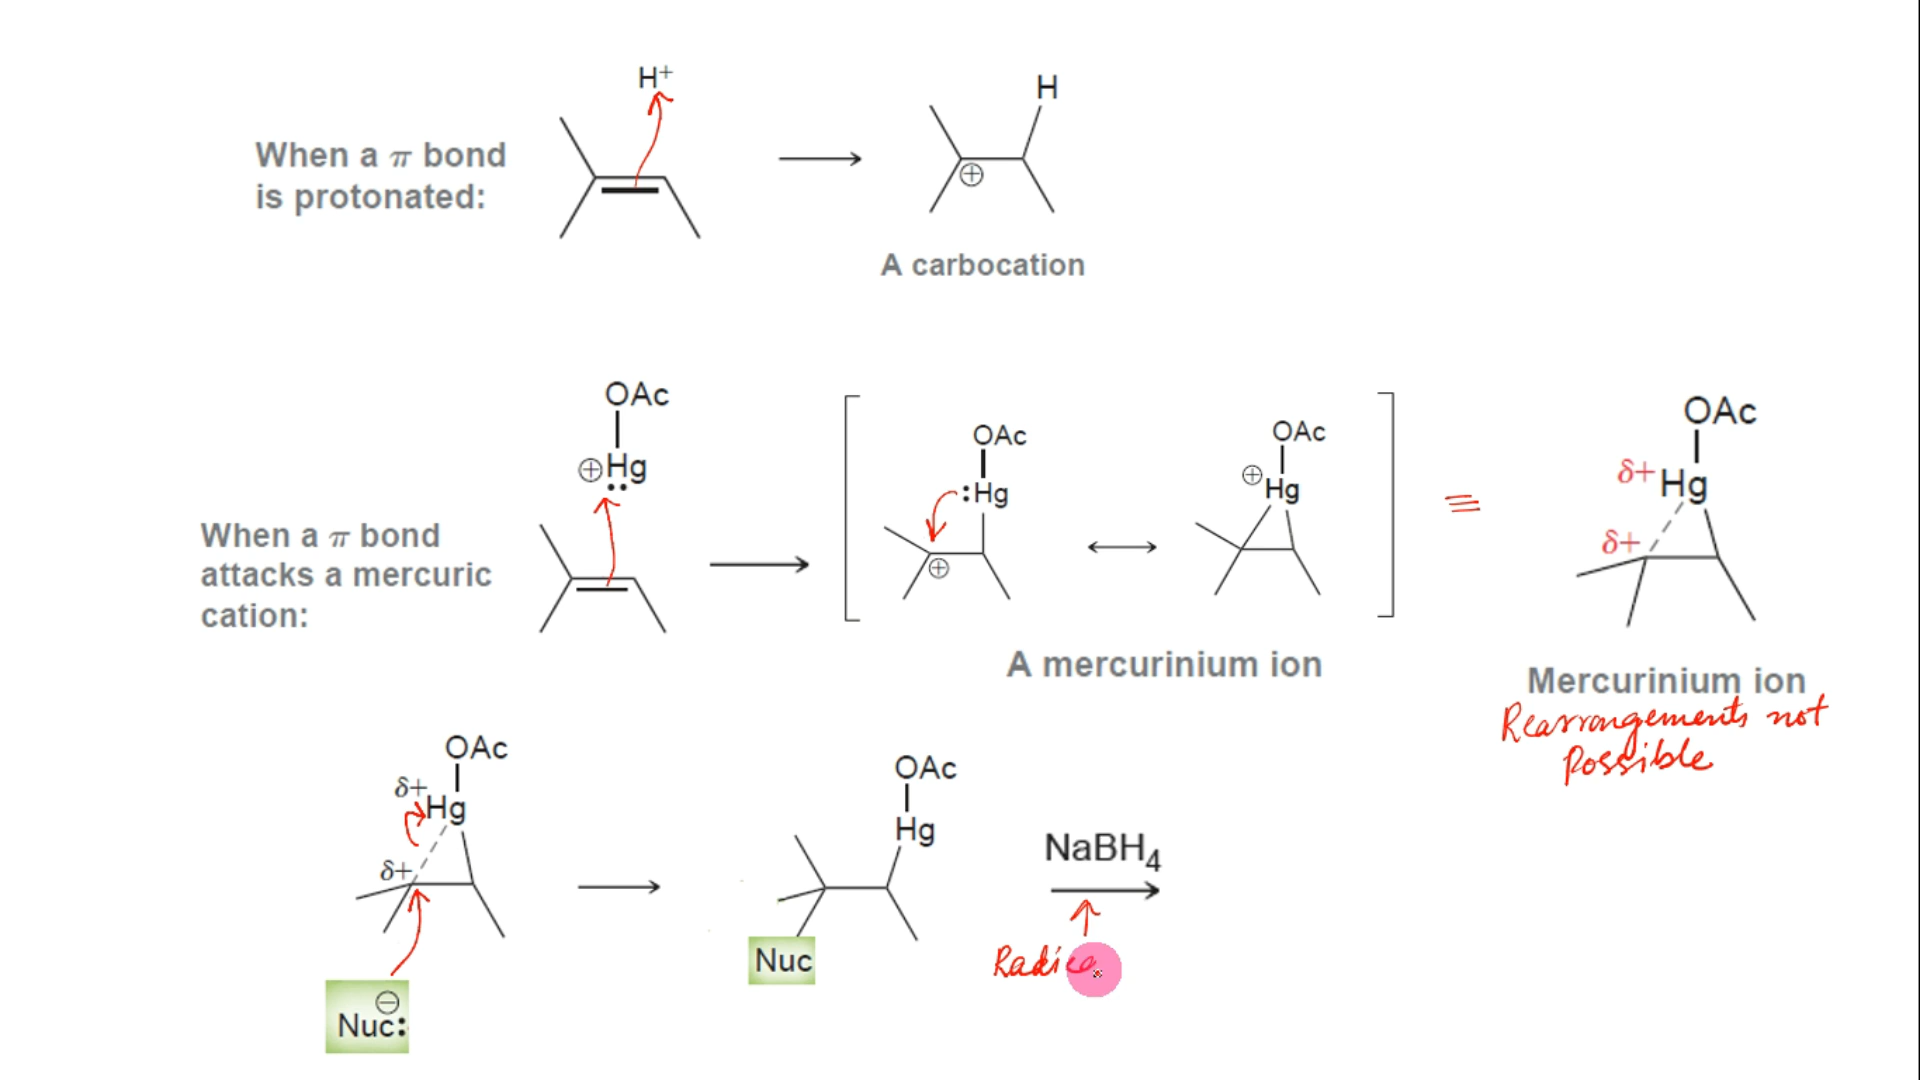 H+
H
When a π bond
is protonated:
⊕
A carbocation
OAc
⊕Hg
••
When a π bond
attacks a mercuric
cation:
OAc
:Hg
⊕
OAc
⊕
Hg
A mercurinium ion
≡
OAc
δ+ Hg
δ+
Mercurinium ion
Rearrangements not
Possible
OAc
δ+
Hg
δ+
⊖
Nuc:
OAc
Hg
Nuc
NaBH4
Radica